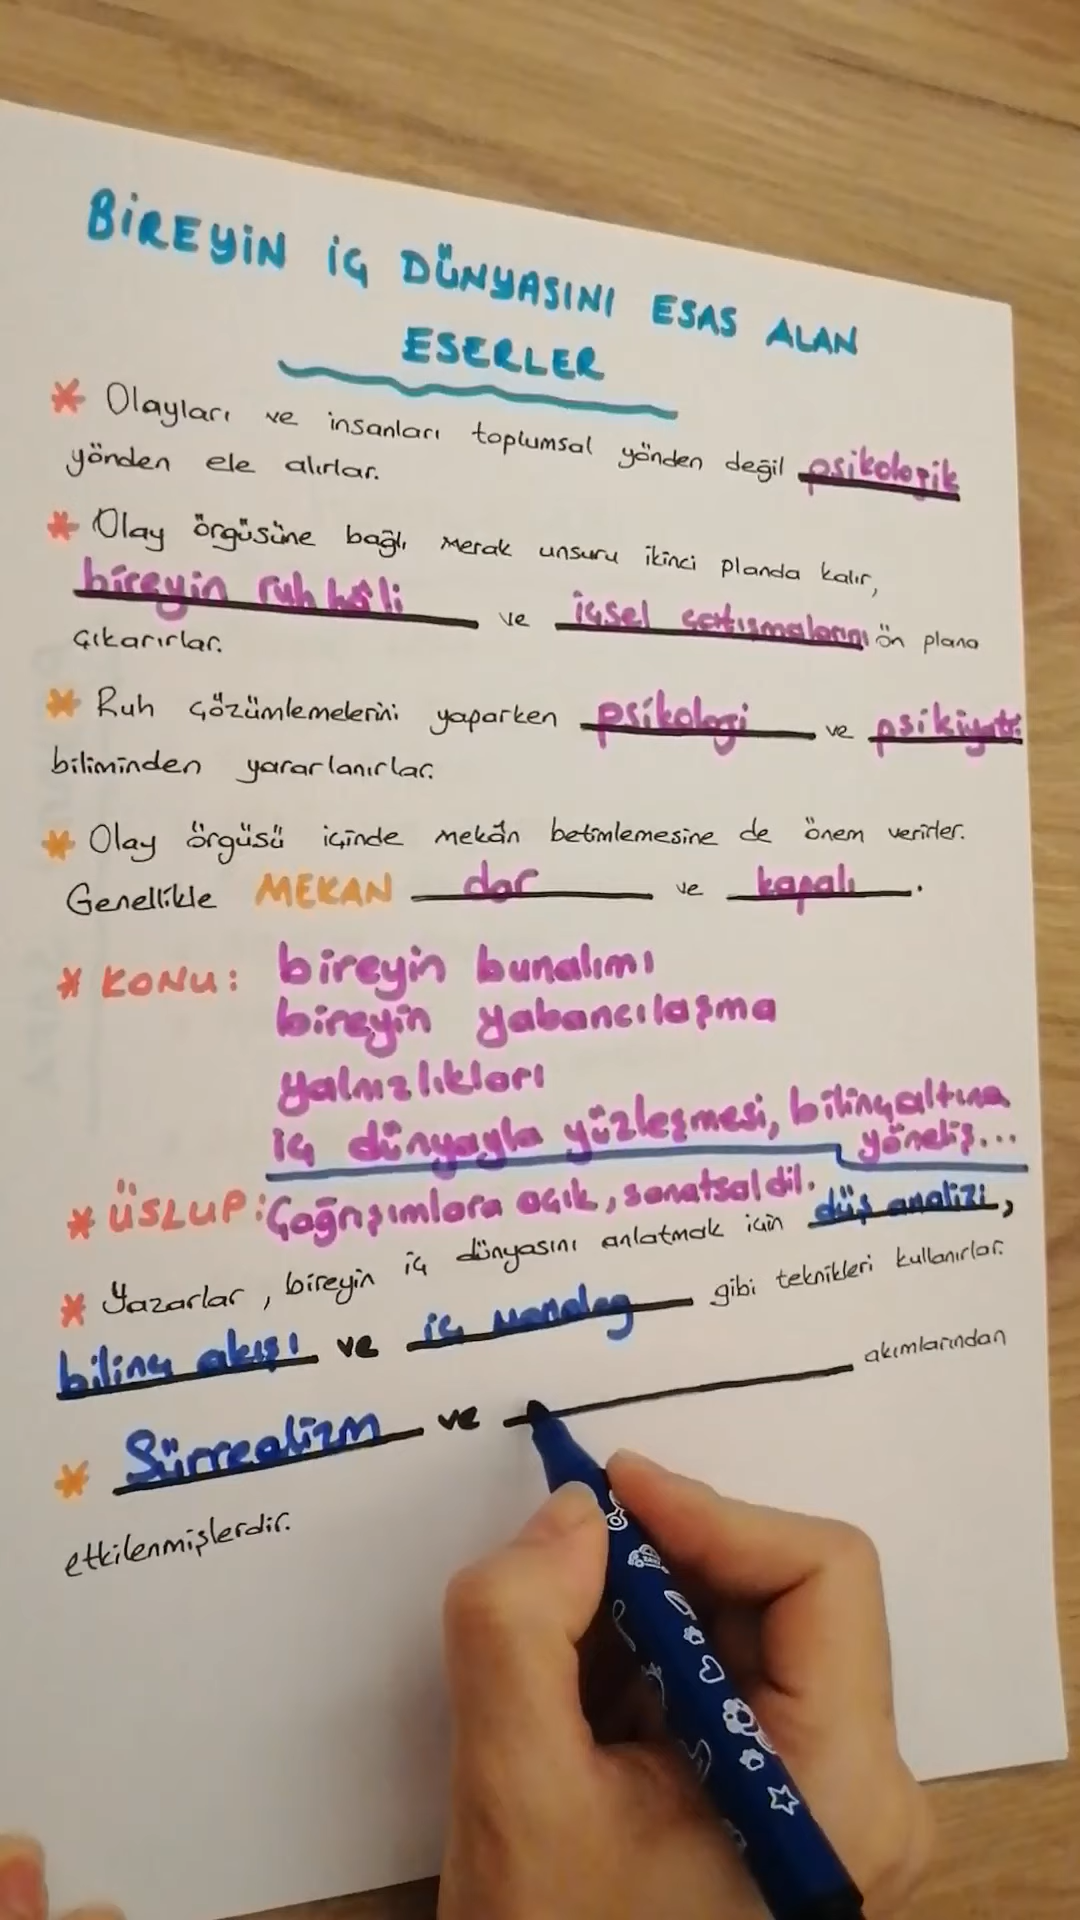 BİREYİN İÇ DÜNYASINI ESAS ALAN
ESERLER
* Olayları ve insanları toplumsal yönden değil psikolojik
yönden ele alırlar.
* Olay örgüsüne bağlı merak unsuru ikinci planda kalır,
bireyin ruh hâli ve içsel çatışmalarını ön plana
çıkarırlar.
* Ruh çözümlemelerini yaparken psikoloji ve psikiyatri
biliminden yararlanırlar.
* Olay örgüsü içinde mekân betimlemesine de önem verirler.
Genellikle MEKAN dar ve kapalı.
* KONU: bireyin bunalımı
bireyin yabancılaşma
yalnızlıkları
iç dünyayla yüzleşmesi, bilinçaltına
yöneliş...
* ÜSLUP: Çağrışımlara açık, sanatsal dil.
* Yazarlar, bireyin iç dünyasını anlatmak için düş analizi,
bilinç akışı ve iç monolog gibi teknikleri kullanırlar.
* Sürrealizm ve akımlarından
etkilenmişlerdir.